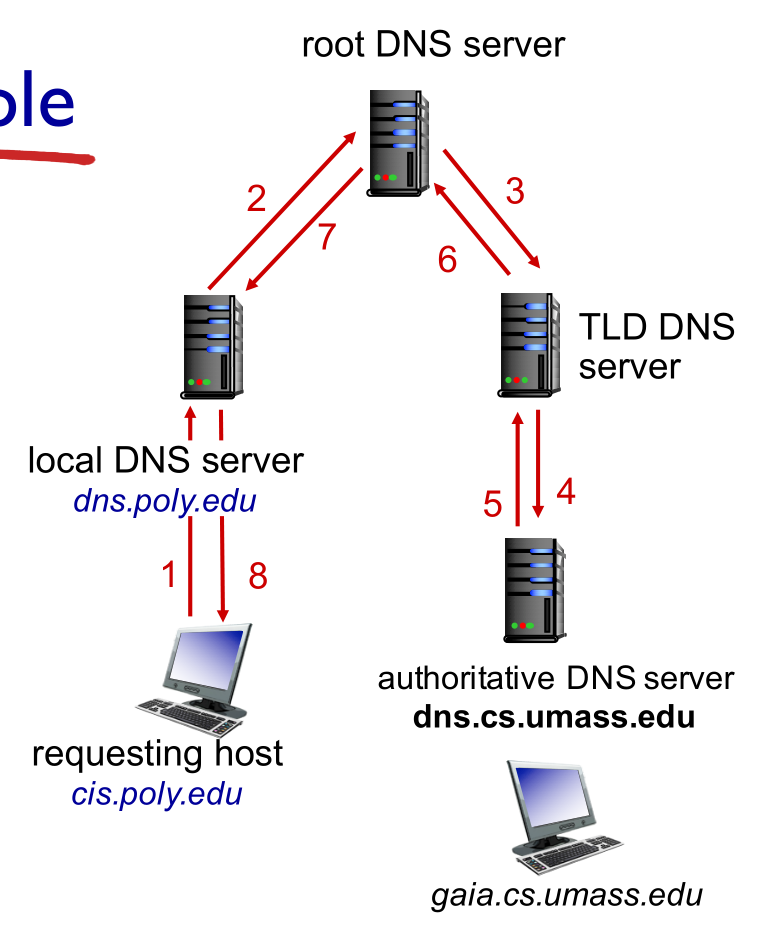 root DNS server
ole
2
3
7
6
TLD DNS
server
local DNS server
dns.poly.edu
5
4
1
8
authoritative DNS server
dns.cs.umass.edu
requesting host
cis.poly.edu
gaia.cs.umass.edu